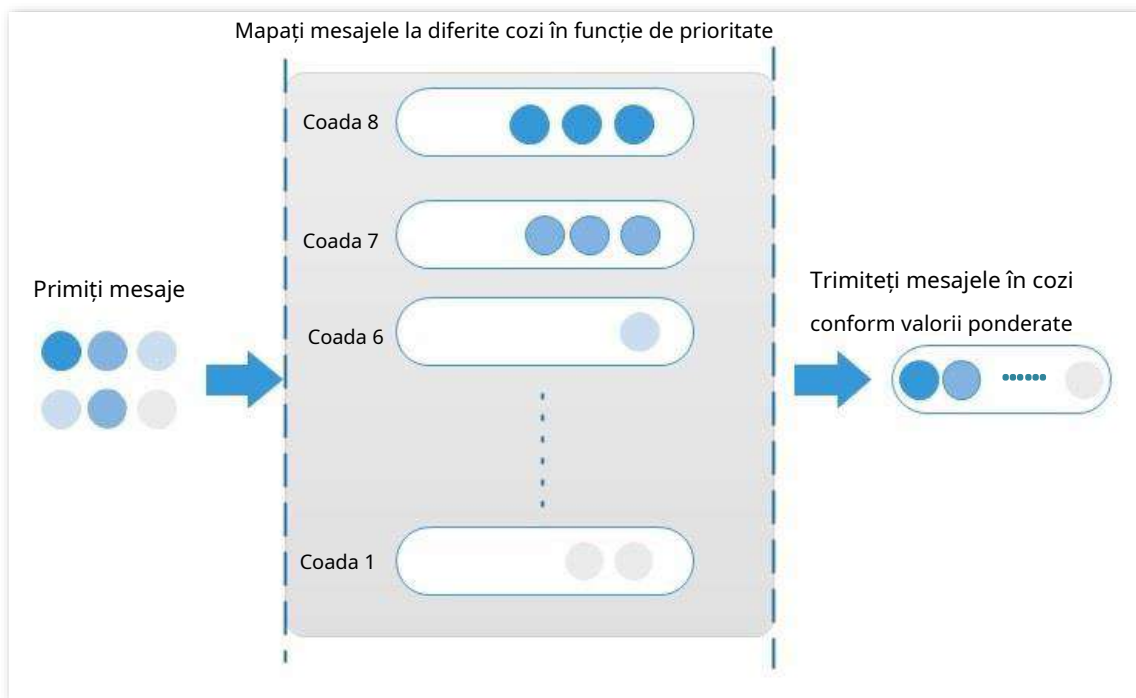 Mapați mesajele la diferite cozi în funcție de prioritate
Coada 8
Coada 7
Primiți mesaje
Coada 6
Trimiteți mesajele în cozi
conform valorii ponderate
Coada 1